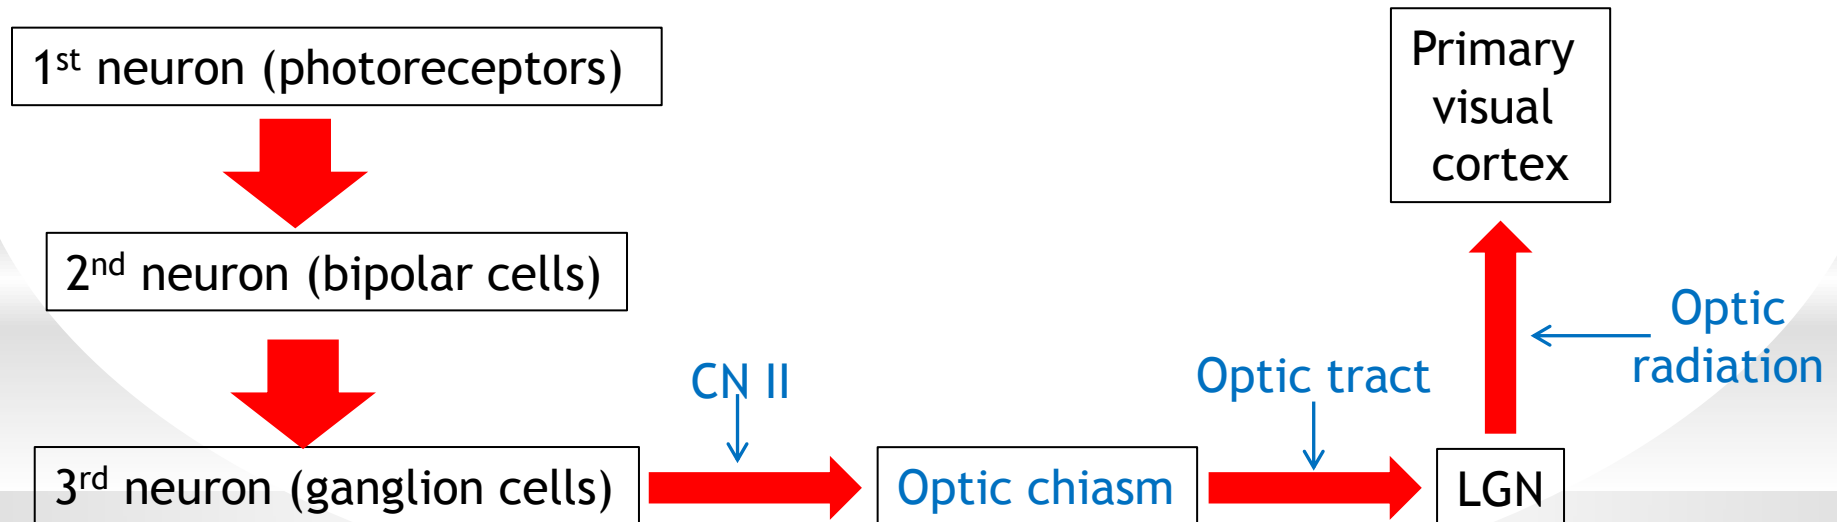 1st neuron (photoreceptors)
2nd neuron (bipolar cells)
3rd neuron (ganglion cells)
CN II
Optic chiasm
Optic tract
LGN
Optic
radiation
Primary
visual
cortex